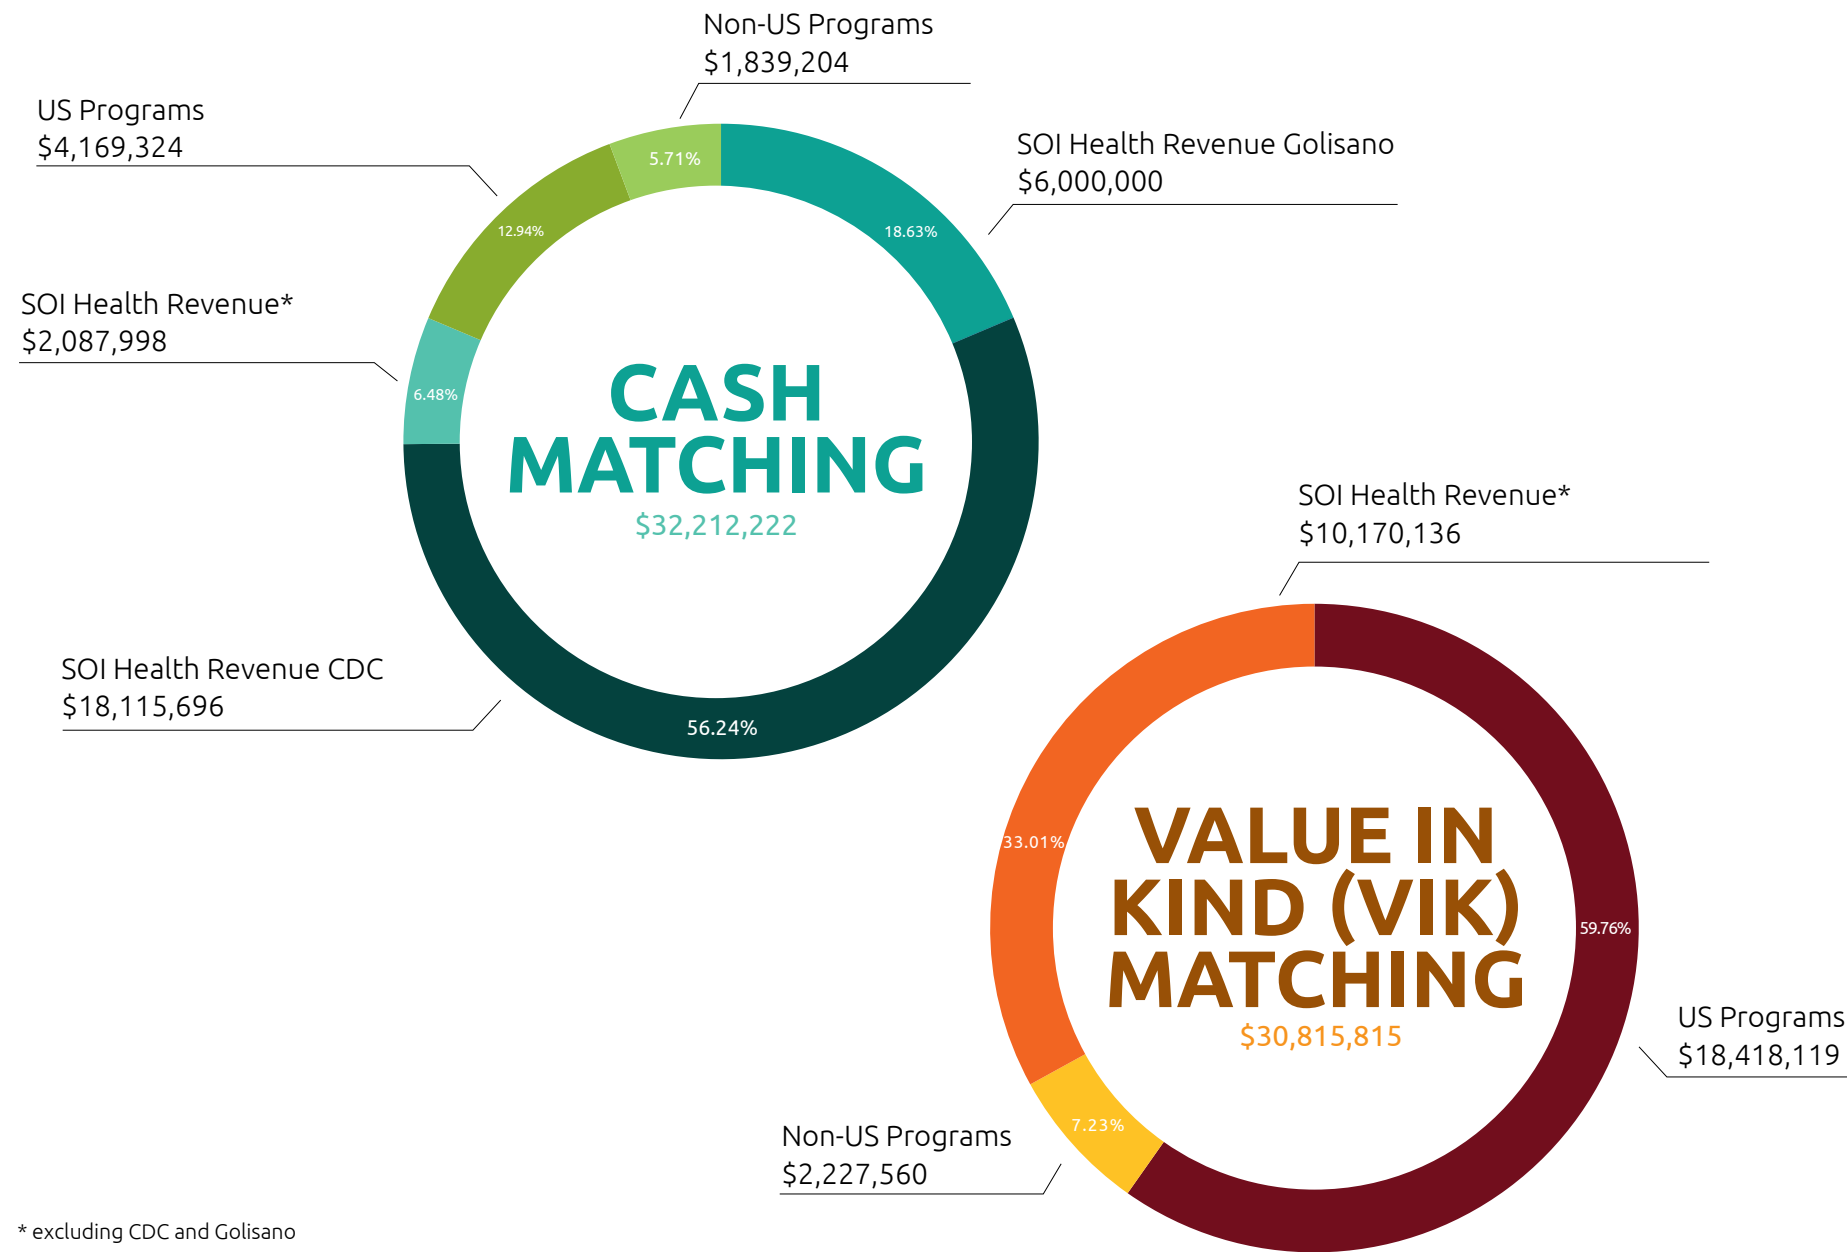 Non-US Programs
$1,839,204
US Programs
$4,169,324
SOI Health Revenue Golisano
$6,000,000
5.71%
18.63%
12.94%
SOI Health Revenue*
$2,087,998
6.48%
CASH
MATCHING
$32,212,222
SOI Health Revenue CDC
$18,115,696
56.24%
SOI Health Revenue*
$10,170,136
33.01%
VALUE IN
KIND (VIK)
MATCHING
$30,815,815
59.76%
US Programs
$18,418,119
7.23%
Non-US Programs
$2,227,560
* excluding CDC and Golisano